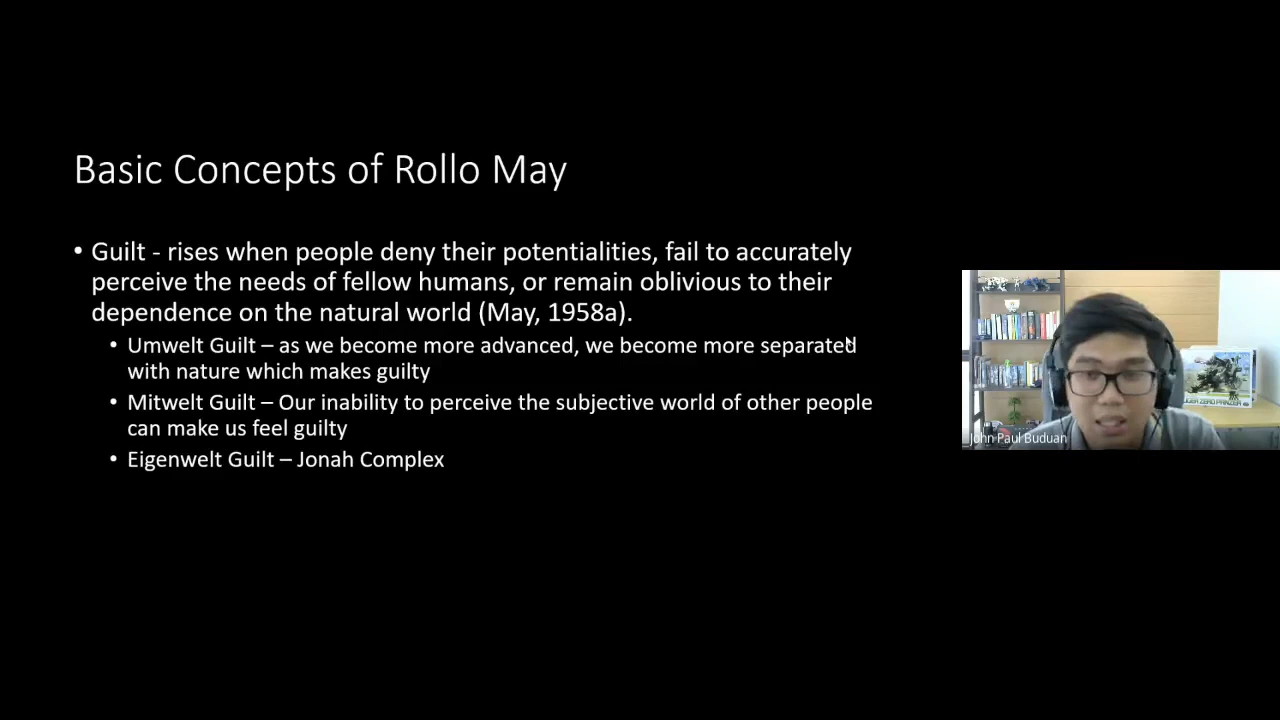 Basic Concepts of Rollo May
• Guilt - rises when people deny their potentialities, fail to accurately
perceive the needs of fellow humans, or remain oblivious to their
dependence on the natural world (May, 1958a).
• Umwelt Guilt – as we become more advanced, we become more separated
with nature which makes guilty
• Mitwelt Guilt – Our inability to perceive the subjective world of other people
can make us feel guilty
• Eigenwelt Guilt – Jonah Complex
ZERO PANZER
John Paul Buduan